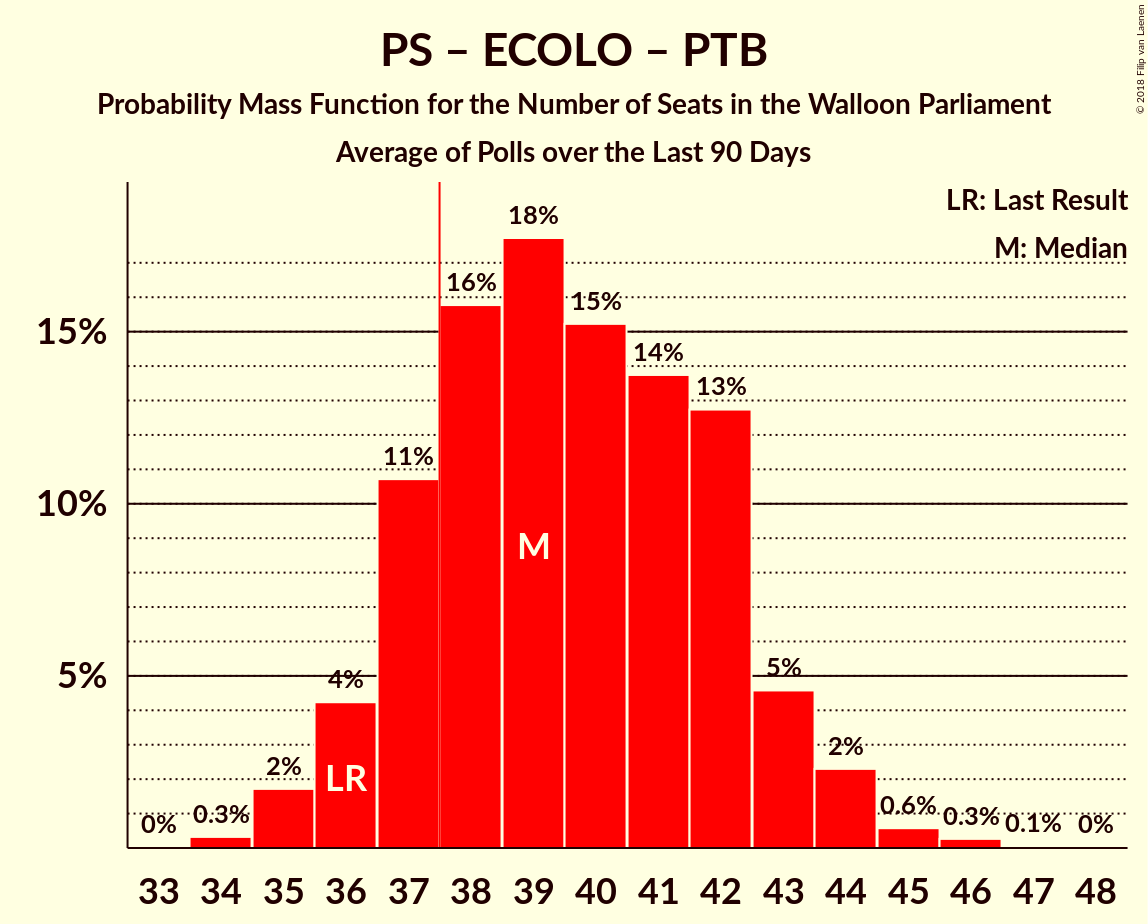 PS – ECOLO – PTB
Probability Mass Function for the Number of Seats in the Walloon Parliament
Average of Polls over the Last 90 Days
© 2018 Filip van Laenen
LR: Last Result
M: Median
15%
10%
5%
0%
0.3%
2%
4%
11%
16%
18%
15%
14%
13%
5%
2%
0.6%
0.3%
0.1%
0%
LR
M
33 34 35 36 37 38 39 40 41 42 43 44 45 46 47 48